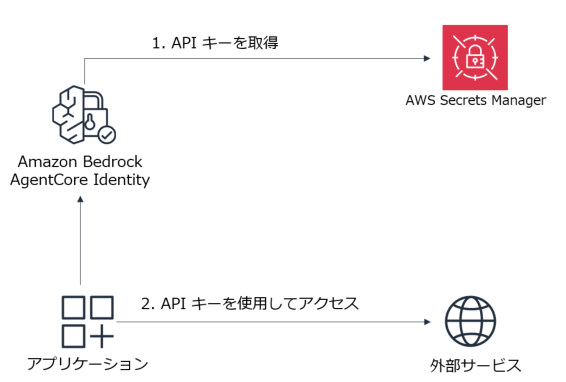 1. API キーを取得
AWS Secrets Manager
Amazon Bedrock
AgentCore Identity
2. API キーを使用してアクセス
アプリケーション
外部サービス